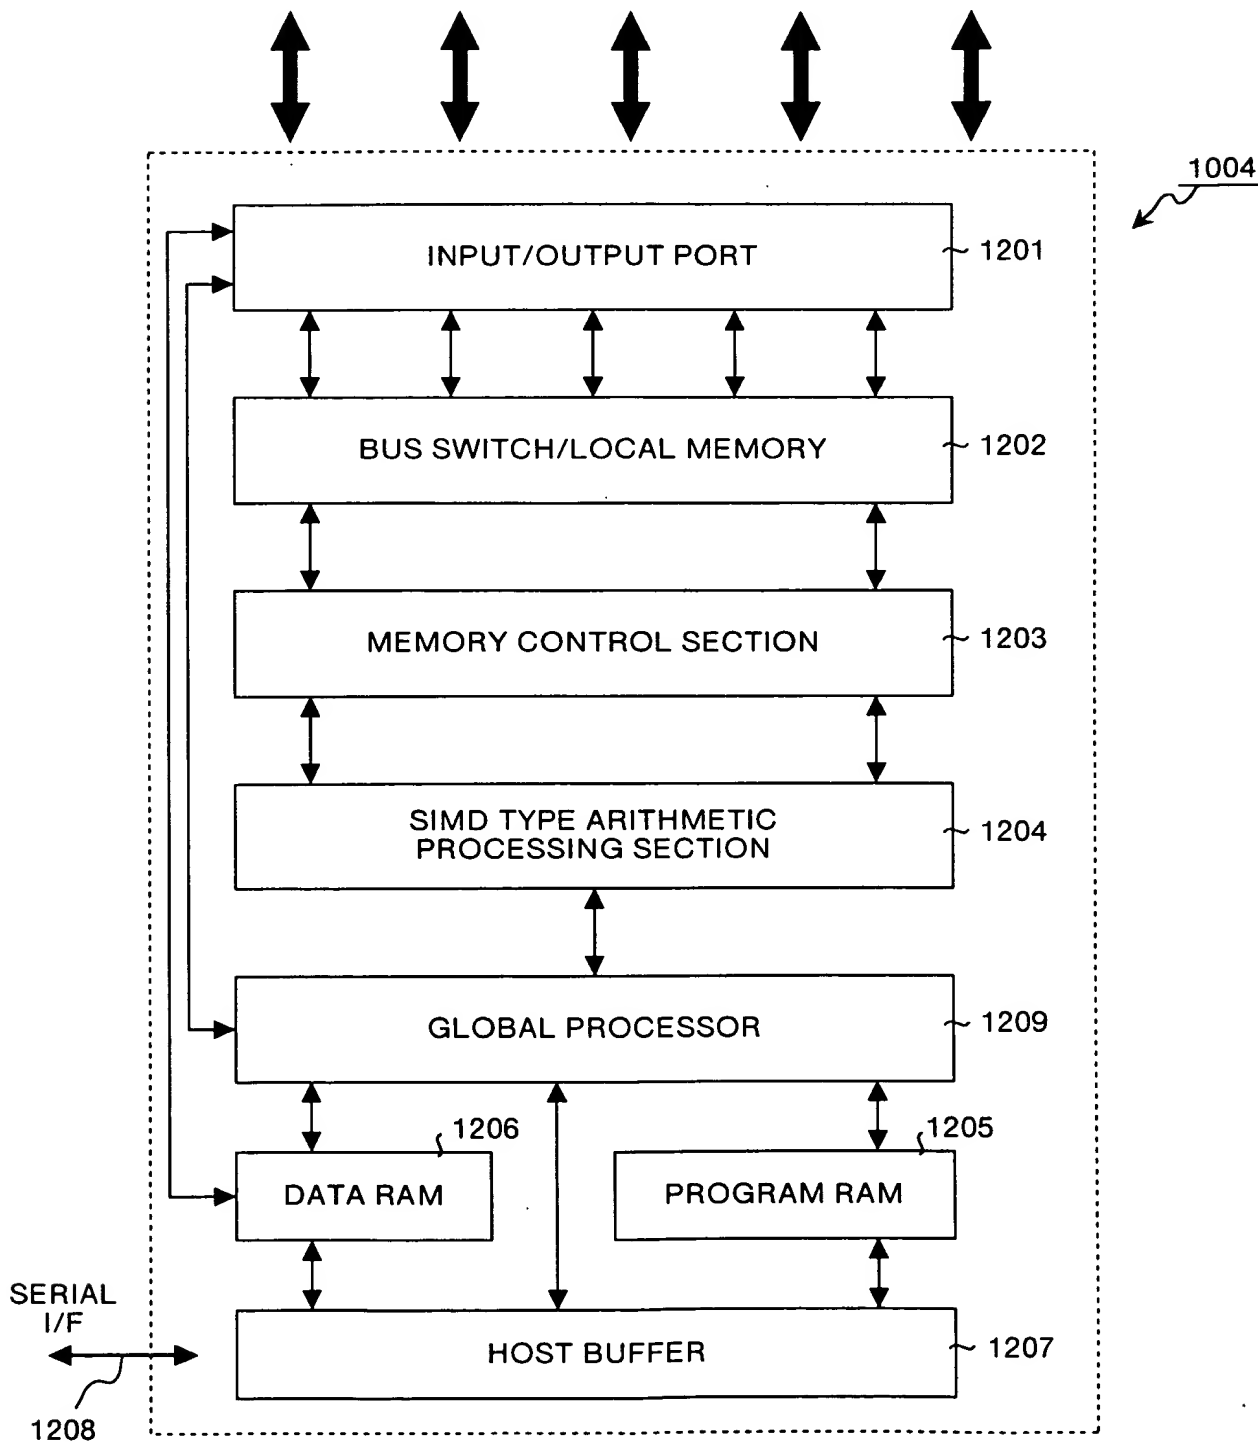 1004
INPUT/OUTPUT PORT
1201
BUS SWITCH/LOCAL MEMORY
1202
MEMORY CONTROL SECTION
1203
SIMD TYPE ARITHMETIC
PROCESSING SECTION
1204
GLOBAL PROCESSOR
1209
1206
1205
DATA RAM
PROGRAM RAM
SERIAL
I/F
HOST BUFFER
1207
1208